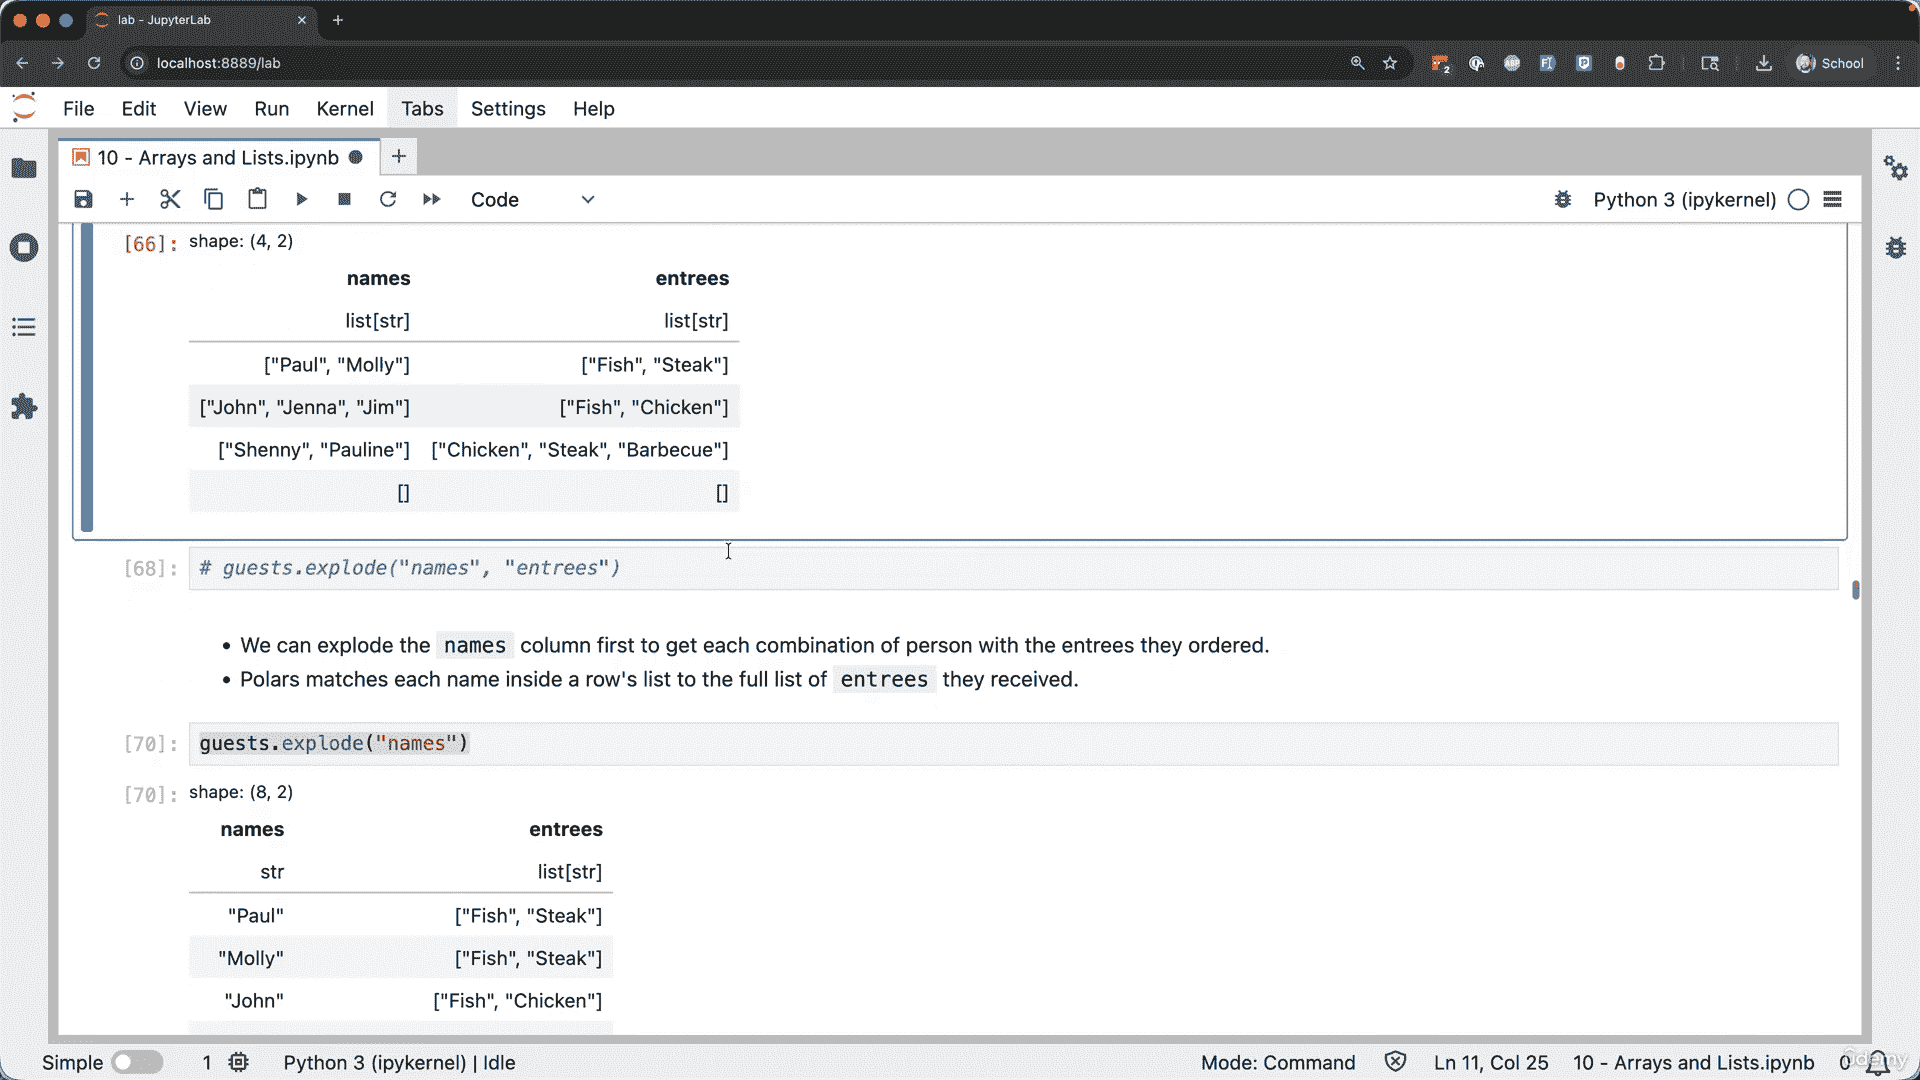 lab - JupyterLab
localhost:8889/lab
2
School
File Edit View Run Kernel Tabs Settings Help
10 - Arrays and Lists.ipynb
Code
Python 3 (ipykernel)
[66]: shape: (4, 2)
names entrees
list[str] list[str]
["Paul", "Molly"] ["Fish", "Steak"]
["John", "Jenna", "Jim"] ["Fish", "Chicken"]
["Shenny", "Pauline"] ["Chicken", "Steak", "Barbecue"]
[] []
[68]: # guests.explode("names", "entrees")
• We can explode the names column first to get each combination of person with the entrees they ordered.
• Polars matches each name inside a row's list to the full list of entrees they received.
[70]: guests.explode("names")
[70]: shape: (8, 2)
names entrees
str list[str]
"Paul" ["Fish", "Steak"]
"Molly" ["Fish", "Steak"]
"John" ["Fish", "Chicken"]
Simple 1 Python 3 (ipykernel) | Idle Mode: Command Ln 11, Col 25 10 - Arrays and Lists.ipynb 0
ûdemy